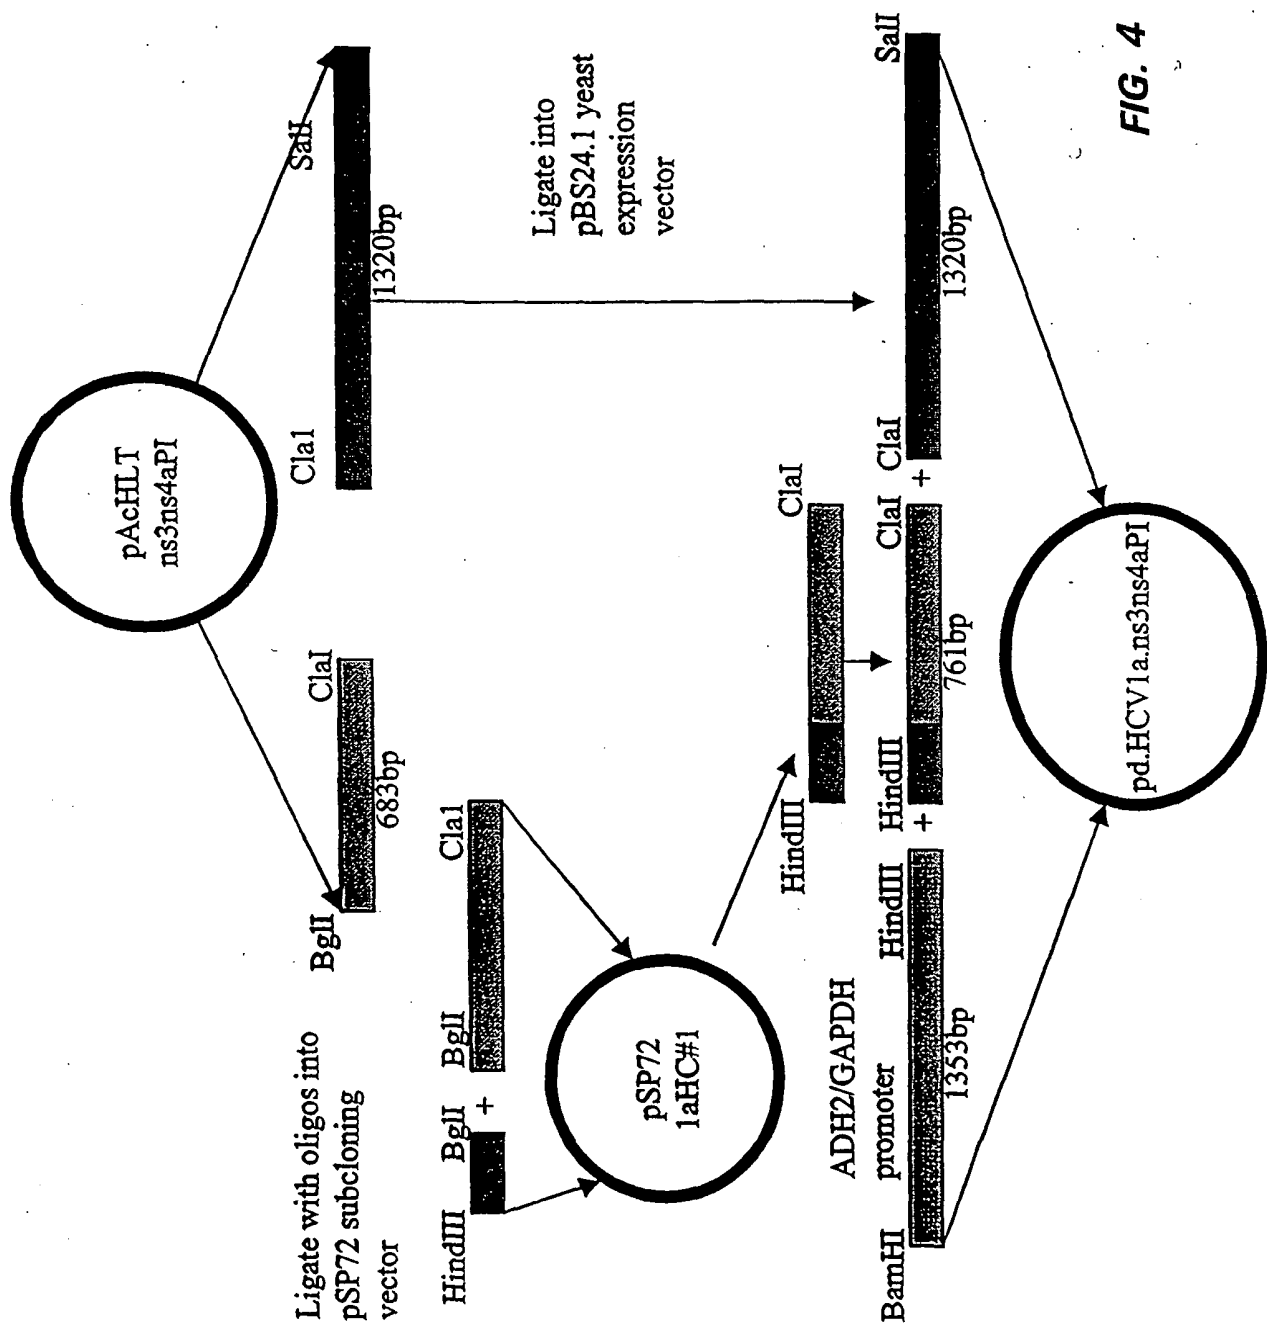 pAcHLT
ns3ns4aPI
BglI
ClaI
683bp
Cla1
SalI
1320bp
Ligate with oligos into
pSP72 subcloning
vector
HindIII
BglI
+
BglI
Cla1
Ligate into
pBS24.1 yeast
expression
vector
pSP72
1aHC#1
HindIII
ClaI
ADH2/GAPDH
promoter
BamHI
HindIII
1353bp
+
HindIII
ClaI
761bp
+
ClaI
SalI
1320bp
pd.HCV1a.ns3ns4aPI
FIG. 4